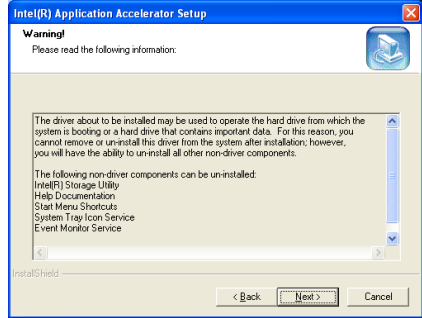 Intel(R) Application Accelerator Setup
Warning!
Please read the following information:
The driver about to be installed may be used to operate the hard drive from which the
system is booting or a hard drive that contains important data. For this reason, you
cannot remove or un-install this driver from the system after installation; however,
you will have the ability to un-install all other non-driver components.
The following non-driver components can be un-installed:
Intel(R) Storage Utility
Help Documentation
Start Menu Shortcuts
System Tray Icon Service
Event Monitor Service
InstallShield
< Back
Next >
Cancel